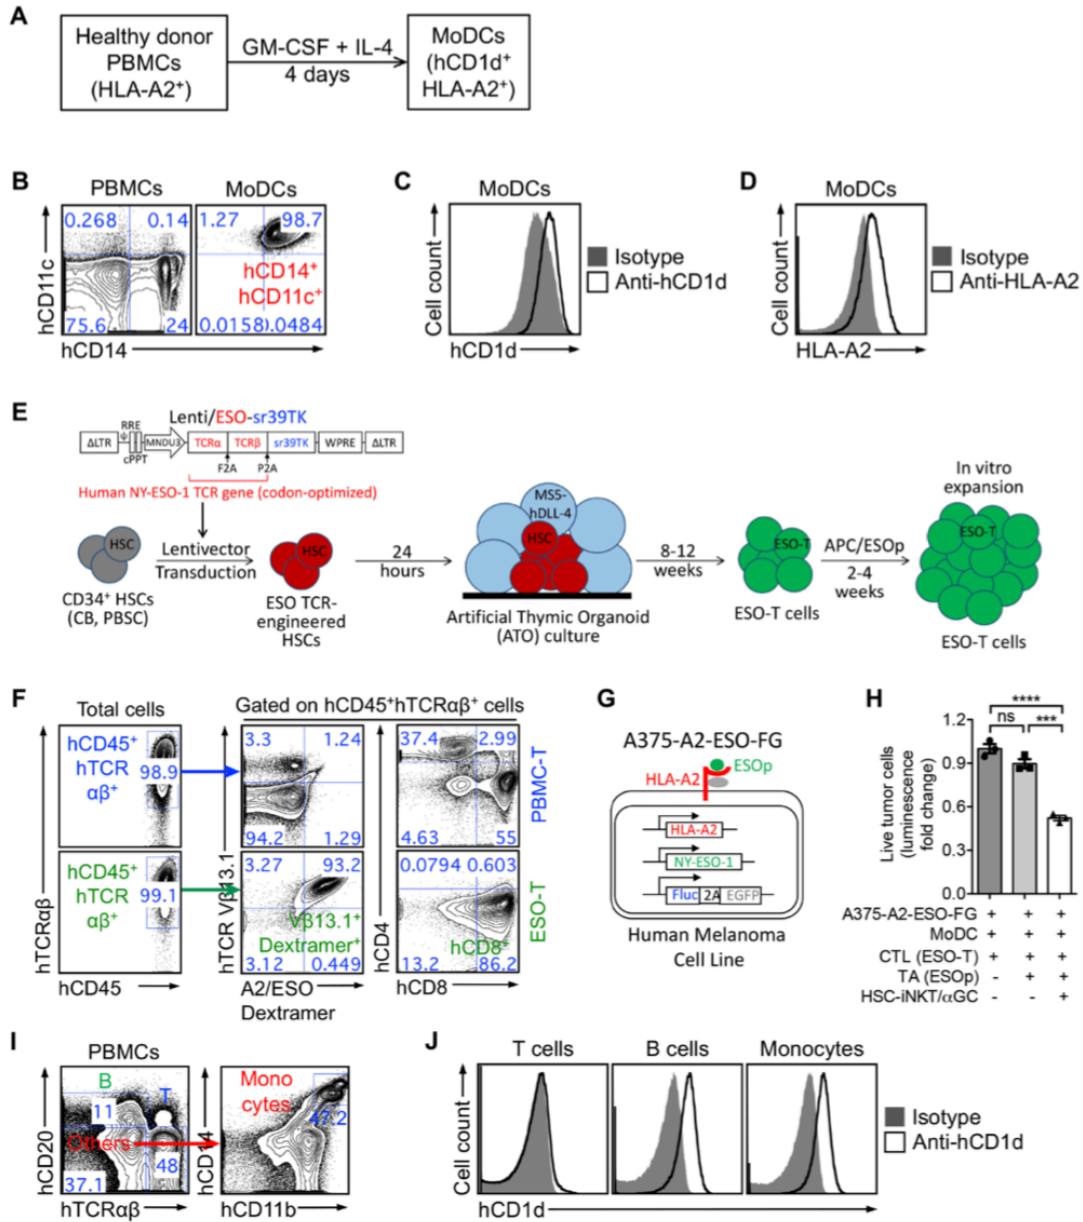 A
Healthy donor
PBMCs
(HLA-A2⁺)
GM-CSF + IL-4
4 days
MoDCs
(hCD1d⁺
HLA-A2⁺)
B
PBMCs
MoDCs
0.268
0.14
75.6
24
1.27
98.7
hCD14⁺
hCD11c⁺
0.0158
0.0484
hCD11c
hCD14
C
MoDCs
Cell count
hCD1d
Isotype
Anti-hCD1d
D
MoDCs
Cell count
HLA-A2
Isotype
Anti-HLA-A2
E
Lenti/ESO-sr39TK
RRE
ΔLTR
ψ
cPPT
MNDU3
TCRα
TCRβ
sr39TK
WPRE
ΔLTR
F2A
P2A
Human NY-ESO-1 TCR gene (codon-optimized)
HSC
CD34⁺ HSCs
(CB, PBSC)
Lentivector
Transduction
HSC
ESO TCR-
engineered
HSCs
24
hours
MS5-
hDLL-4
HSC
Artificial Thymic Organoid
(ATO) culture
8-12
weeks
ESO-T
ESO-T cells
APC/ESOp
2-4
weeks
In vitro
expansion
ESO-T
ESO-T cells
F
Total cells
Gated on hCD45⁺hTCRαβ⁺ cells
hCD45⁺
hTCR
αβ⁺
98.9
3.3
1.24
94.2
1.29
37.4
2.99
4.63
55
PBMC-T
hCD45⁺
hTCR
αβ⁺
99.1
3.27
93.2
Vβ13.1⁺
Dextramer⁺
3.12
0.449
0.0794
0.603
hCD8⁺
13.2
86.2
ESO-T
hTCRαβ
hCD45
TCR Vβ13.1
A2/ESO
Dextramer
hCD4
hCD8
G
A375-A2-ESO-FG
ESOp
HLA-A2
HLA-A2
NY-ESO-1
Fluc
2A
EGFP
Human Melanoma
Cell Line
H
****
ns
***
Live tumor cells
(luminescence
fold change)
1.2
0.9
0.6
0.3
0.0
A375-A2-ESO-FG + + +
MoDC + + +
CTL (ESO-T) + + +
TA (ESOp) - + +
HSC-iNKT/αGC - - +
I
PBMCs
B
T
11
Others
48
37.1
hCD20
hTCRαβ
Mono
cytes
47.2
hCD14
hCD11b
J
T cells
B cells
Monocytes
Cell count
hCD1d
Isotype
Anti-hCD1d